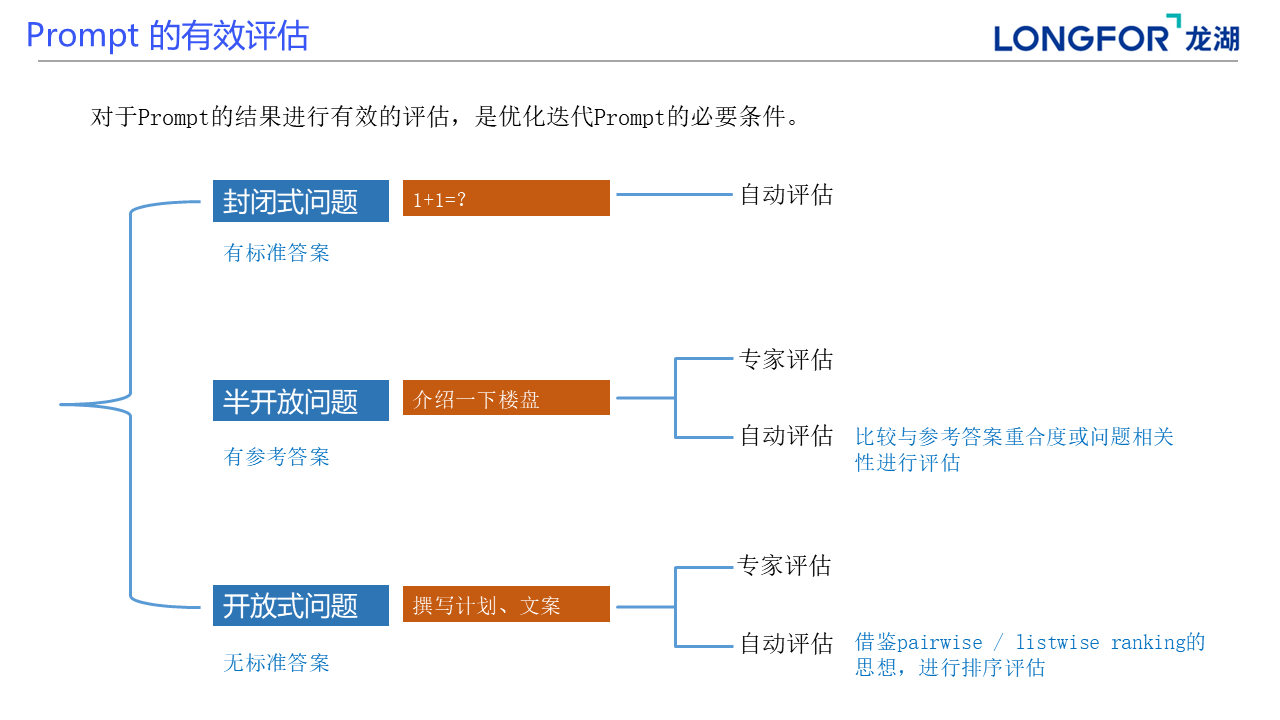 Prompt 的有效评估
LONGFOR 龙湖
对于Prompt的结果进行有效的评估，是优化迭代Prompt的必要条件。
封闭式问题
1+1=？
自动评估
有标准答案
半开放问题
介绍一下楼盘
专家评估
自动评估
比较与参考答案重合度或问题相关
性进行评估
有参考答案
开放式问题
撰写计划、文案
专家评估
自动评估
借鉴pairwise / listwise ranking的
思想，进行排序评估
无标准答案